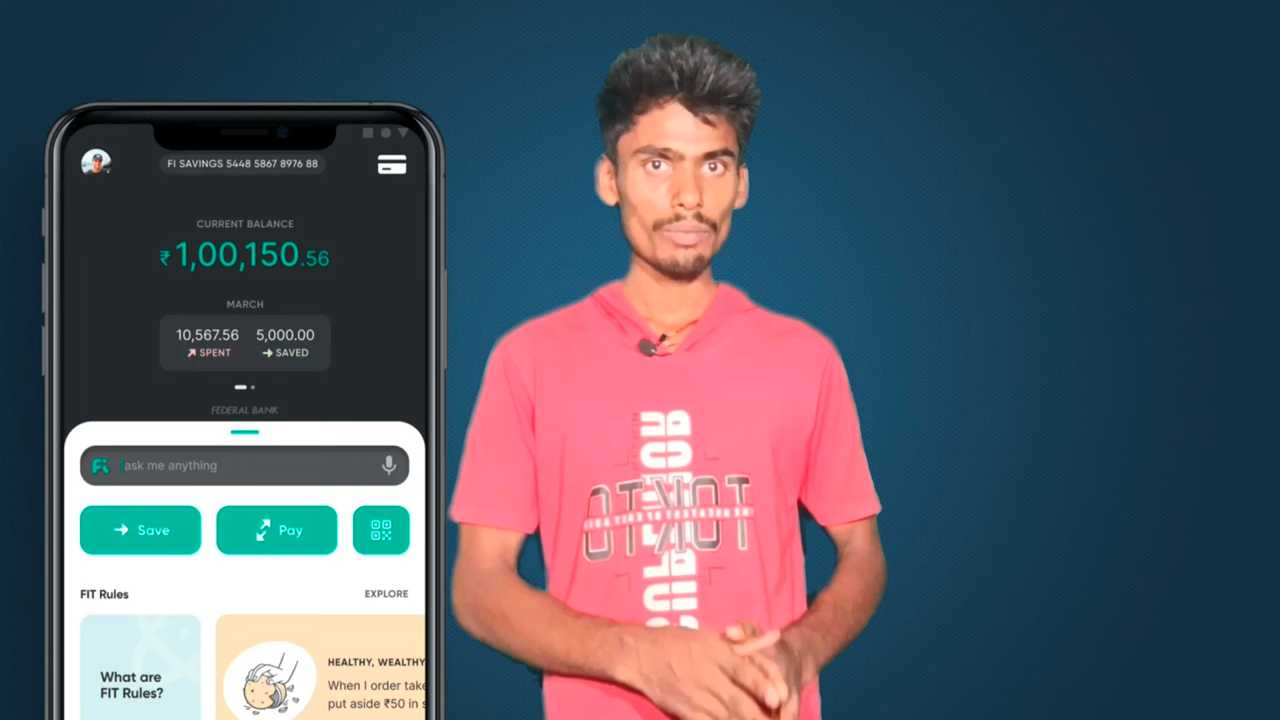 FI SAVINGS 5448 5867 8976 88
CURRENT BALANCE
₹1,00,150.56
MARCH
10,567.56 5,000.00
SPENT SAVED
FEDERAL BANK
Fi ask me anything
Save Pay
FIT Rules EXPLORE
What are
FIT Rules?
HEALTHY, WEALTHY
When I order take
put aside ₹50 in s
TOKYO